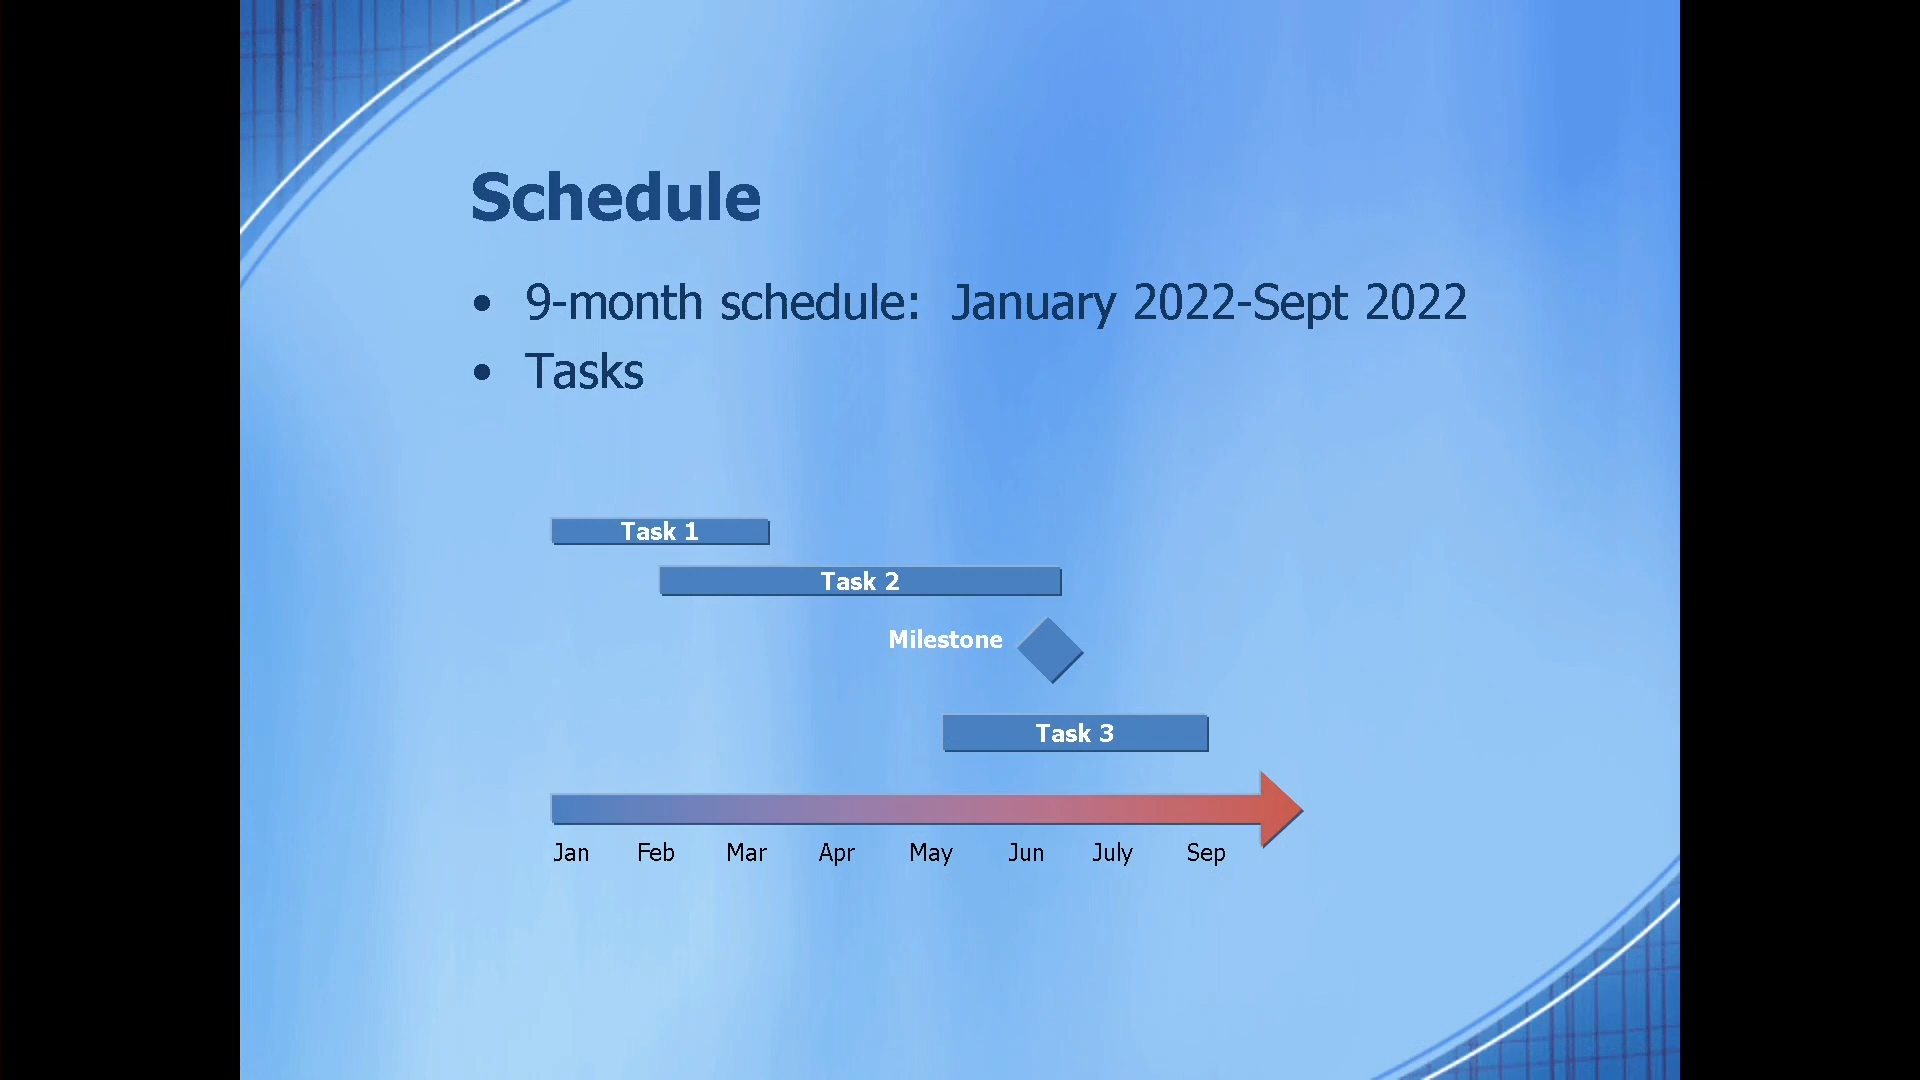 Schedule
• 9-month schedule:  January 2022-Sept 2022
• Tasks
Task 1
Task 2
Milestone
Task 3
Jan Feb Mar Apr May Jun July Sep